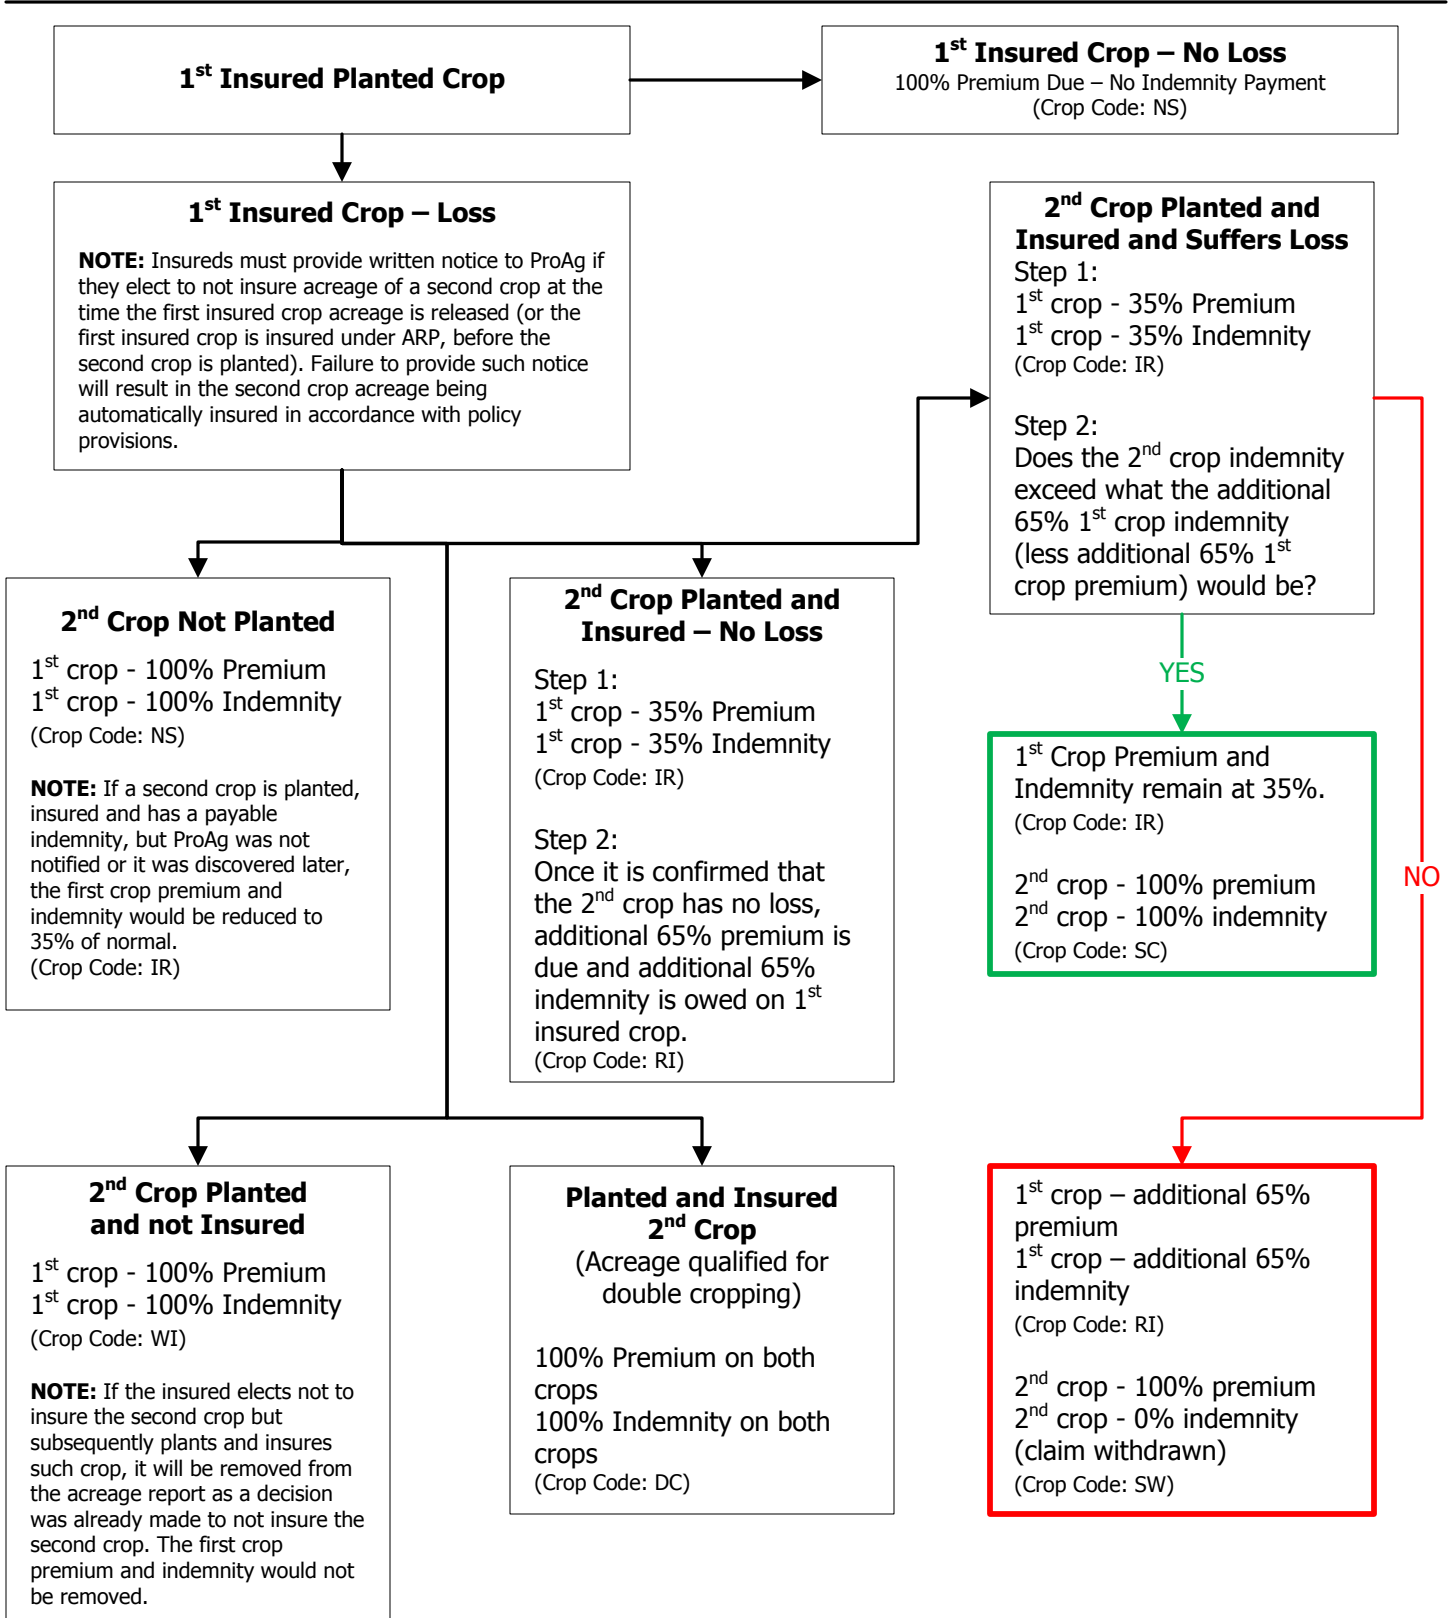 1st Insured Planted Crop
1st Insured Crop – No Loss
100% Premium Due – No Indemnity Payment
(Crop Code: NS)
1st Insured Crop – Loss
NOTE: Insureds must provide written notice to ProAg if
they elect to not insure acreage of a second crop at the
time the first insured crop acreage is released (or the
first insured crop is insured under ARP, before the
second crop is planted). Failure to provide such notice
will result in the second crop acreage being
automatically insured in accordance with policy
provisions.
2nd Crop Planted and
Insured and Suffers Loss
Step 1:
1st crop - 35% Premium
1st crop - 35% Indemnity
(Crop Code: IR)
Step 2:
Does the 2nd crop indemnity
exceed what the additional
65% 1st crop indemnity
(less additional 65% 1st
crop premium) would be?
2nd Crop Not Planted
1st crop - 100% Premium
1st crop - 100% Indemnity
(Crop Code: NS)
NOTE: If a second crop is planted,
insured and has a payable
indemnity, but ProAg was not
notified or it was discovered later,
the first crop premium and
indemnity would be reduced to
35% of normal.
(Crop Code: IR)
2nd Crop Planted and
Insured – No Loss
Step 1:
1st crop - 35% Premium
1st crop - 35% Indemnity
(Crop Code: IR)
Step 2:
Once it is confirmed that
the 2nd crop has no loss,
additional 65% premium is
due and additional 65%
indemnity is owed on 1st
insured crop.
(Crop Code: RI)
YES
1st Crop Premium and
Indemnity remain at 35%.
(Crop Code: IR)
2nd crop - 100% premium
2nd crop - 100% indemnity
(Crop Code: SC)
NO
2nd Crop Planted
and not Insured
1st crop - 100% Premium
1st crop - 100% Indemnity
(Crop Code: WI)
NOTE: If the insured elects not to
insure the second crop but
subsequently plants and insures
such crop, it will be removed from
the acreage report as a decision
was already made to not insure the
second crop. The first crop
premium and indemnity would not
be removed.
Planted and Insured
2nd Crop
(Acreage qualified for
double cropping)
100% Premium on both
crops
100% Indemnity on both
crops
(Crop Code: DC)
1st crop – additional 65%
premium
1st crop – additional 65%
indemnity
(Crop Code: RI)
2nd crop - 100% premium
2nd crop - 0% indemnity
(claim withdrawn)
(Crop Code: SW)